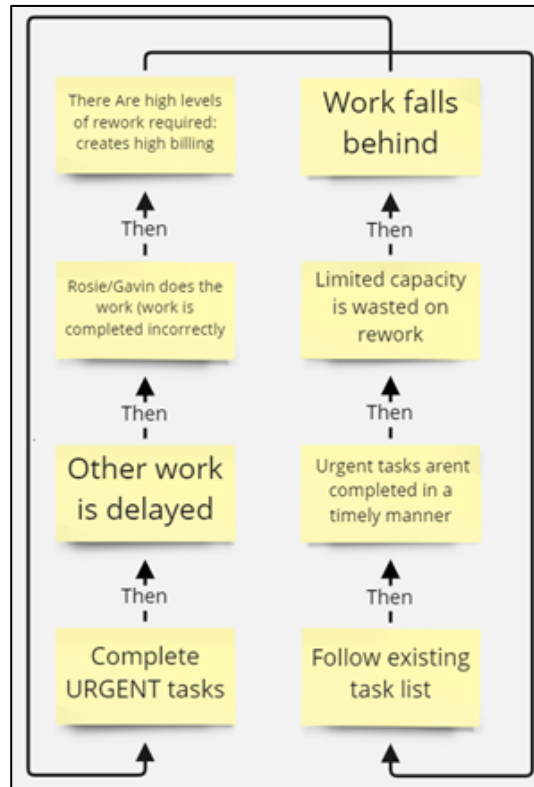 There Are high levels
of rework required:
creates high billing
Then
Rosie/Gavin does the
work (work is
completed incorrectly
Then
Other work
is delayed
Then
Complete
URGENT tasks
Work falls
behind
Then
Limited capacity
is wasted on
rework
Then
Urgent tasks arent
completed in a
timely manner
Then
Follow existing
task list